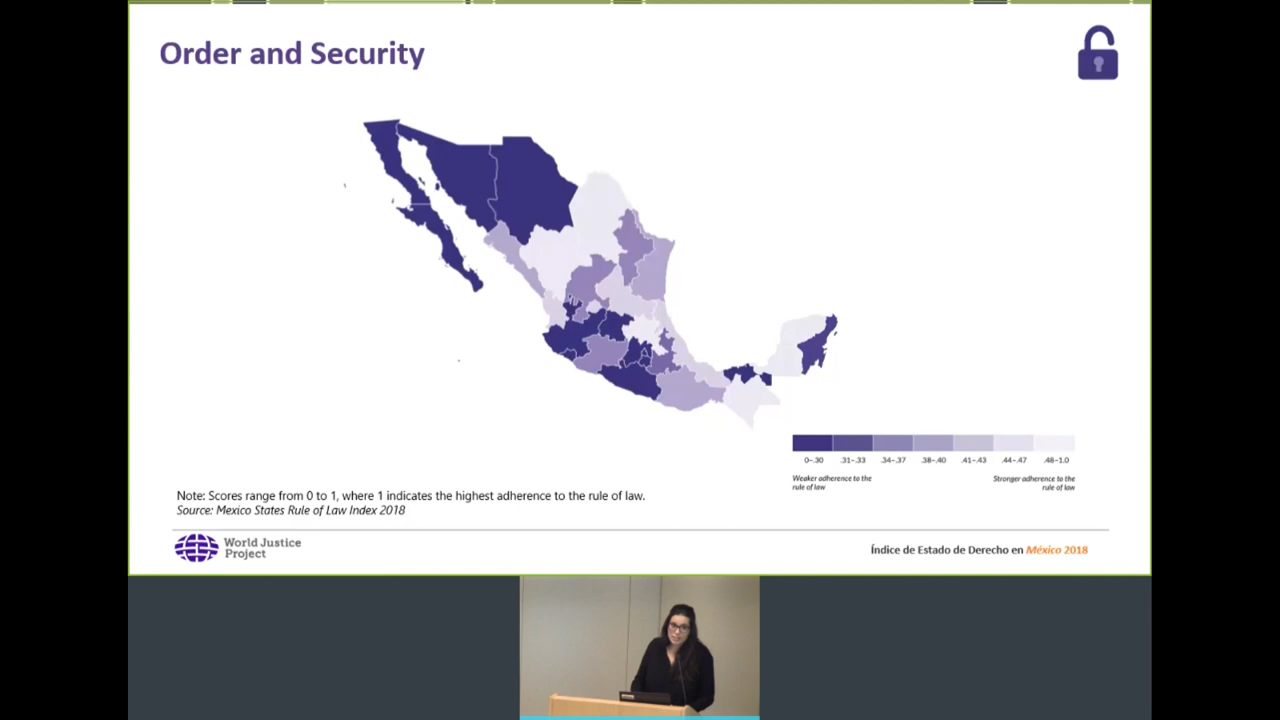 Order and Security
0-.30 .31-.33 .34-.37 .38-.40 .41-.43 .44-.47 .48-1.0
Weaker adherence to the
rule of law
Stronger adherence to the
rule of law
Note: Scores range from 0 to 1, where 1 indicates the highest adherence to the rule of law.
Source: Mexico States Rule of Law Index 2018
World Justice
Project
Índice de Estado de Derecho en México 2018